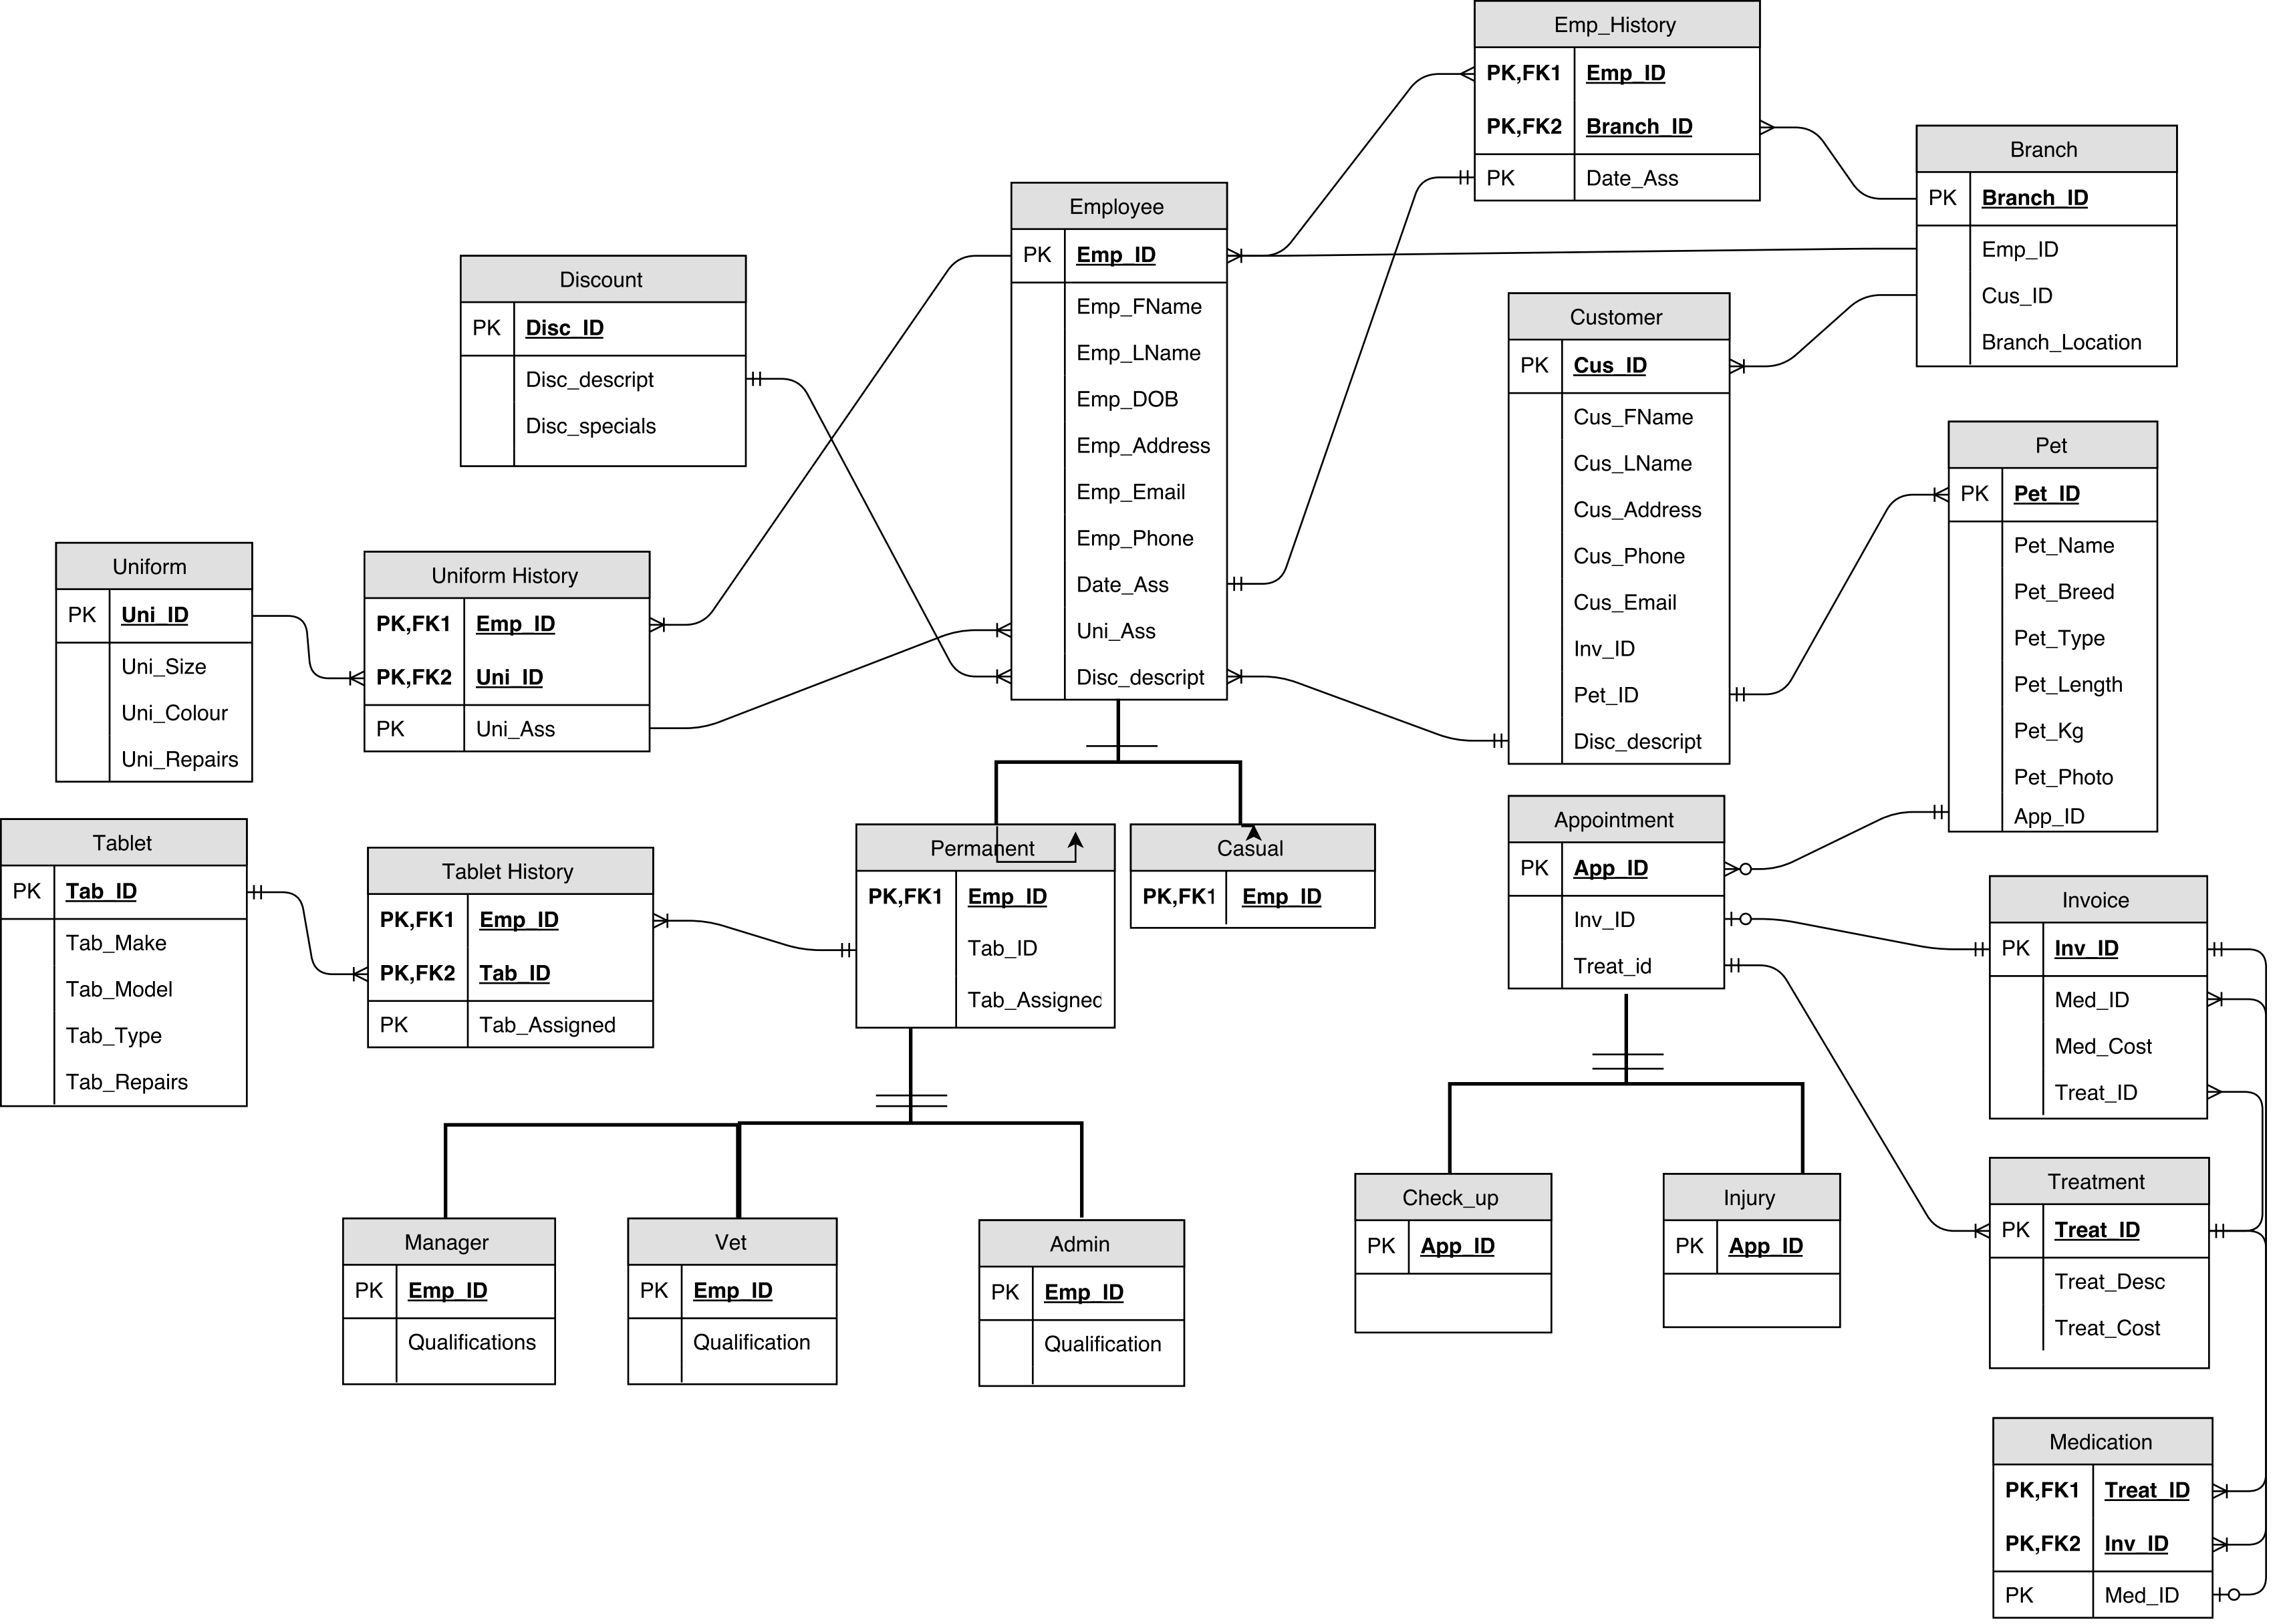 Emp_History
PK,FK1 Emp_ID
PK,FK2 Branch_ID
PK Date_Ass
Branch
PK Branch_ID
Emp_ID
Cus_ID
Branch_Location
Employee
PK Emp_ID
Emp_FName
Emp_LName
Emp_DOB
Emp_Address
Emp_Email
Emp_Phone
Date_Ass
Uni_Ass
Disc_descript
Discount
PK Disc_ID
Disc_descript
Disc_specials
Customer
PK Cus_ID
Cus_FName
Cus_LName
Cus_Address
Cus_Phone
Cus_Email
Inv_ID
Pet_ID
Disc_descript
Pet
PK Pet_ID
Pet_Name
Pet_Breed
Pet_Type
Pet_Length
Pet_Kg
Pet_Photo
App_ID
Uniform
PK Uni_ID
Uni_Size
Uni_Colour
Uni_Repairs
Uniform History
PK,FK1 Emp_ID
PK,FK2 Uni_ID
PK Uni_Ass
Tablet
PK Tab_ID
Tab_Make
Tab_Model
Tab_Type
Tab_Repairs
Tablet History
PK,FK1 Emp_ID
PK,FK2 Tab_ID
PK Tab_Assigned
Permanent
PK,FK1 Emp_ID
Tab_ID
Tab_Assigned
Casual
PK,FK1 Emp_ID
Appointment
PK App_ID
Inv_ID
Treat_id
Invoice
PK Inv_ID
Med_ID
Med_Cost
Treat_ID
Manager
PK Emp_ID
Qualifications
Vet
PK Emp_ID
Qualification
Admin
PK Emp_ID
Qualification
Check_up
PK App_ID
Injury
PK App_ID
Treatment
PK Treat_ID
Treat_Desc
Treat_Cost
Medication
PK,FK1 Treat_ID
PK,FK2 Inv_ID
PK Med_ID